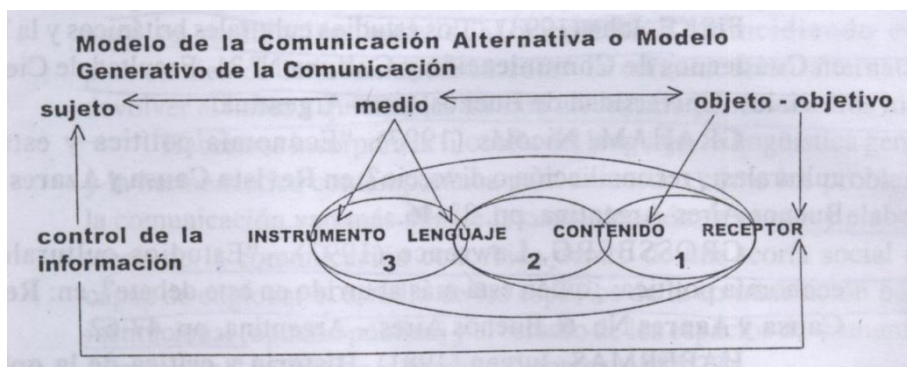 Modelo de la Comunicación Alternativa o Modelo
Generativo de la Comunicación
sujeto medio objeto - objetivo
control de la INSTRUMENTO LENGUAJE CONTENIDO RECEPTOR
información 3 2 1